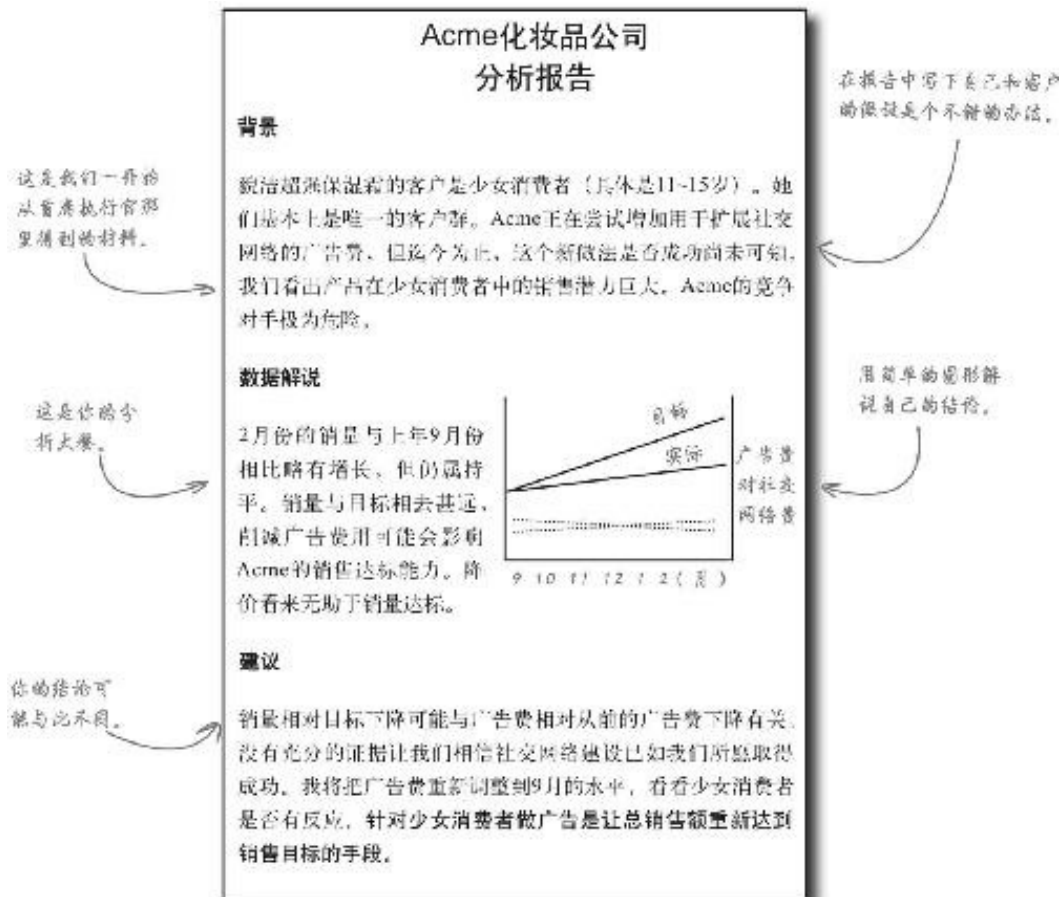 Acme化妆品公司
分析报告
在报告中写下自己和客户
的假设是个不错的办法。
背景
这是我们一开始
从首席执行官那
里得到的材料。
貌洁超强保湿霜的客户是少女消费者（具体是11~15岁）。她
们基本上是唯一的客户群。Acme正在尝试增加用于扩展社交
网络的广告费，但迄今为止，这个新做法是否成功尚未可知。
我们看出产品在少女消费者中的销售潜力巨大。Acme的竞争
对手极为危险。
数据解说
用简单的图形解
说自己的结论。
这是你的分
析大餐。
2月份的销量与上年9月份
相比略有增长，但仍属持
平。销量与目标相去甚远，
削减广告费用可能会影响
Acme的销售达标能力。降
价看来无助于销量达标。
目标
实际
广告费
对社交
网络费
9 10 11 12 1 2(月)
建议
你的结论可
能与此不同。
销量相对目标下降可能与广告费相对从前的广告费下降有关。
没有充分的证据让我们相信社交网络建设已如我们所愿取得
成功。我将把广告费重新调整到9月的水平，看看少女消费者
是否有反应。针对少女消费者做广告是让总销售额重新达到
销售目标的手段。